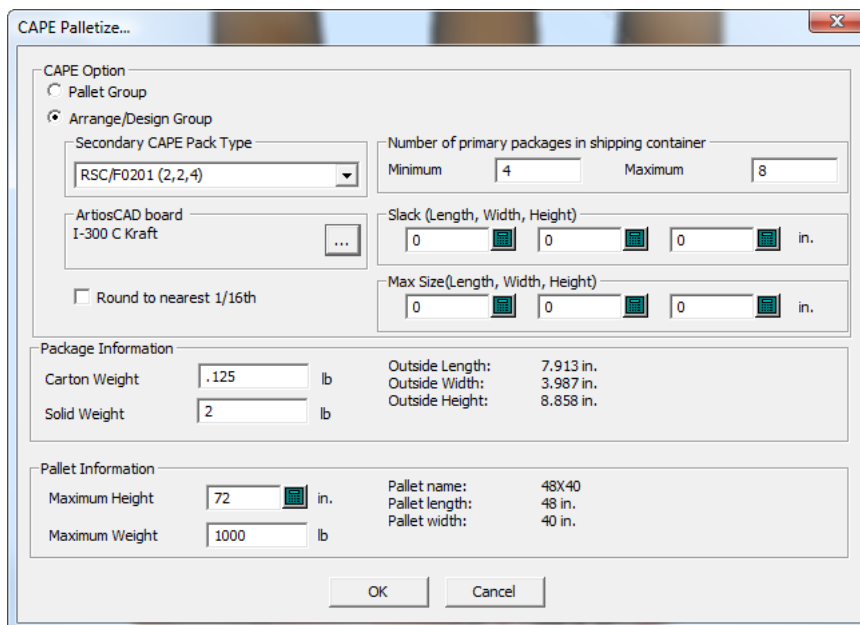 CAPE Palletize...
CAPE Option
Pallet Group
Arrange/Design Group
Secondary CAPE Pack Type
RSC/F0201 (2,2,4)
Number of primary packages in shipping container
Minimum 4 Maximum 8
ArtiosCAD board
I-300 C Kraft
...
Slack (Length, Width, Height)
0 0 0 in.
Round to nearest 1/16th
Max Size(Length, Width, Height)
0 0 0 in.
Package Information
Carton Weight .125 lb
Solid Weight 2 lb
Outside Length: 7.913 in.
Outside Width: 3.987 in.
Outside Height: 8.858 in.
Pallet Information
Maximum Height 72 in.
Maximum Weight 1000 lb
Pallet name: 48X40
Pallet length: 48 in.
Pallet width: 40 in.
OK Cancel